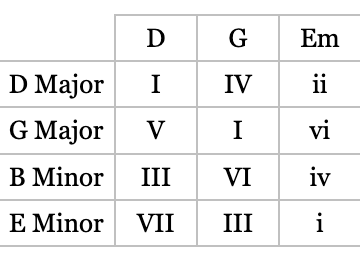 D G Em
D Major I IV ii
G Major V I vi
B Minor III VI iv
E Minor VII III i